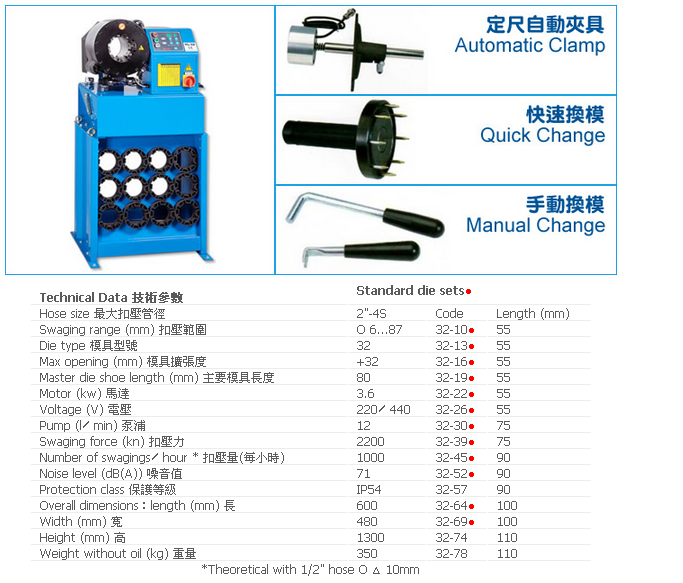 定尺自動夾具
Automatic Clamp
快速換模
Quick Change
手動換模
Manual Change
Technical Data 技術參數 Standard die sets●
Hose size 最大扣壓管徑 2"-4S Code Length (mm)
Swaging range (mm) 扣壓範圍 O 6...87 32-10● 55
Die type 模具型號 32 32-13● 55
Max opening (mm) 模具擴張度 +32 32-16● 55
Master die shoe length (mm) 主要模具長度 80 32-19● 55
Motor (kw) 馬達 3.6 32-22● 55
Voltage (V) 電壓 220／440 32-26● 55
Pump (l／min) 泵浦 12 32-30● 75
Swaging force (kn) 扣壓力 2200 32-39● 75
Number of swagings／hour * 扣壓量(每小時) 1000 32-45● 90
Noise level (dB(A)) 噪音值 71 32-52● 90
Protection class 保護等級 IP54 32-57 90
Overall dimensions：length (mm) 長 600 32-64● 100
Width (mm) 寬 480 32-69● 100
Height (mm) 高 1300 32-74 110
Weight without oil (kg) 重量 350 32-78 110
*Theoretical with 1/2" hose O △ 10mm